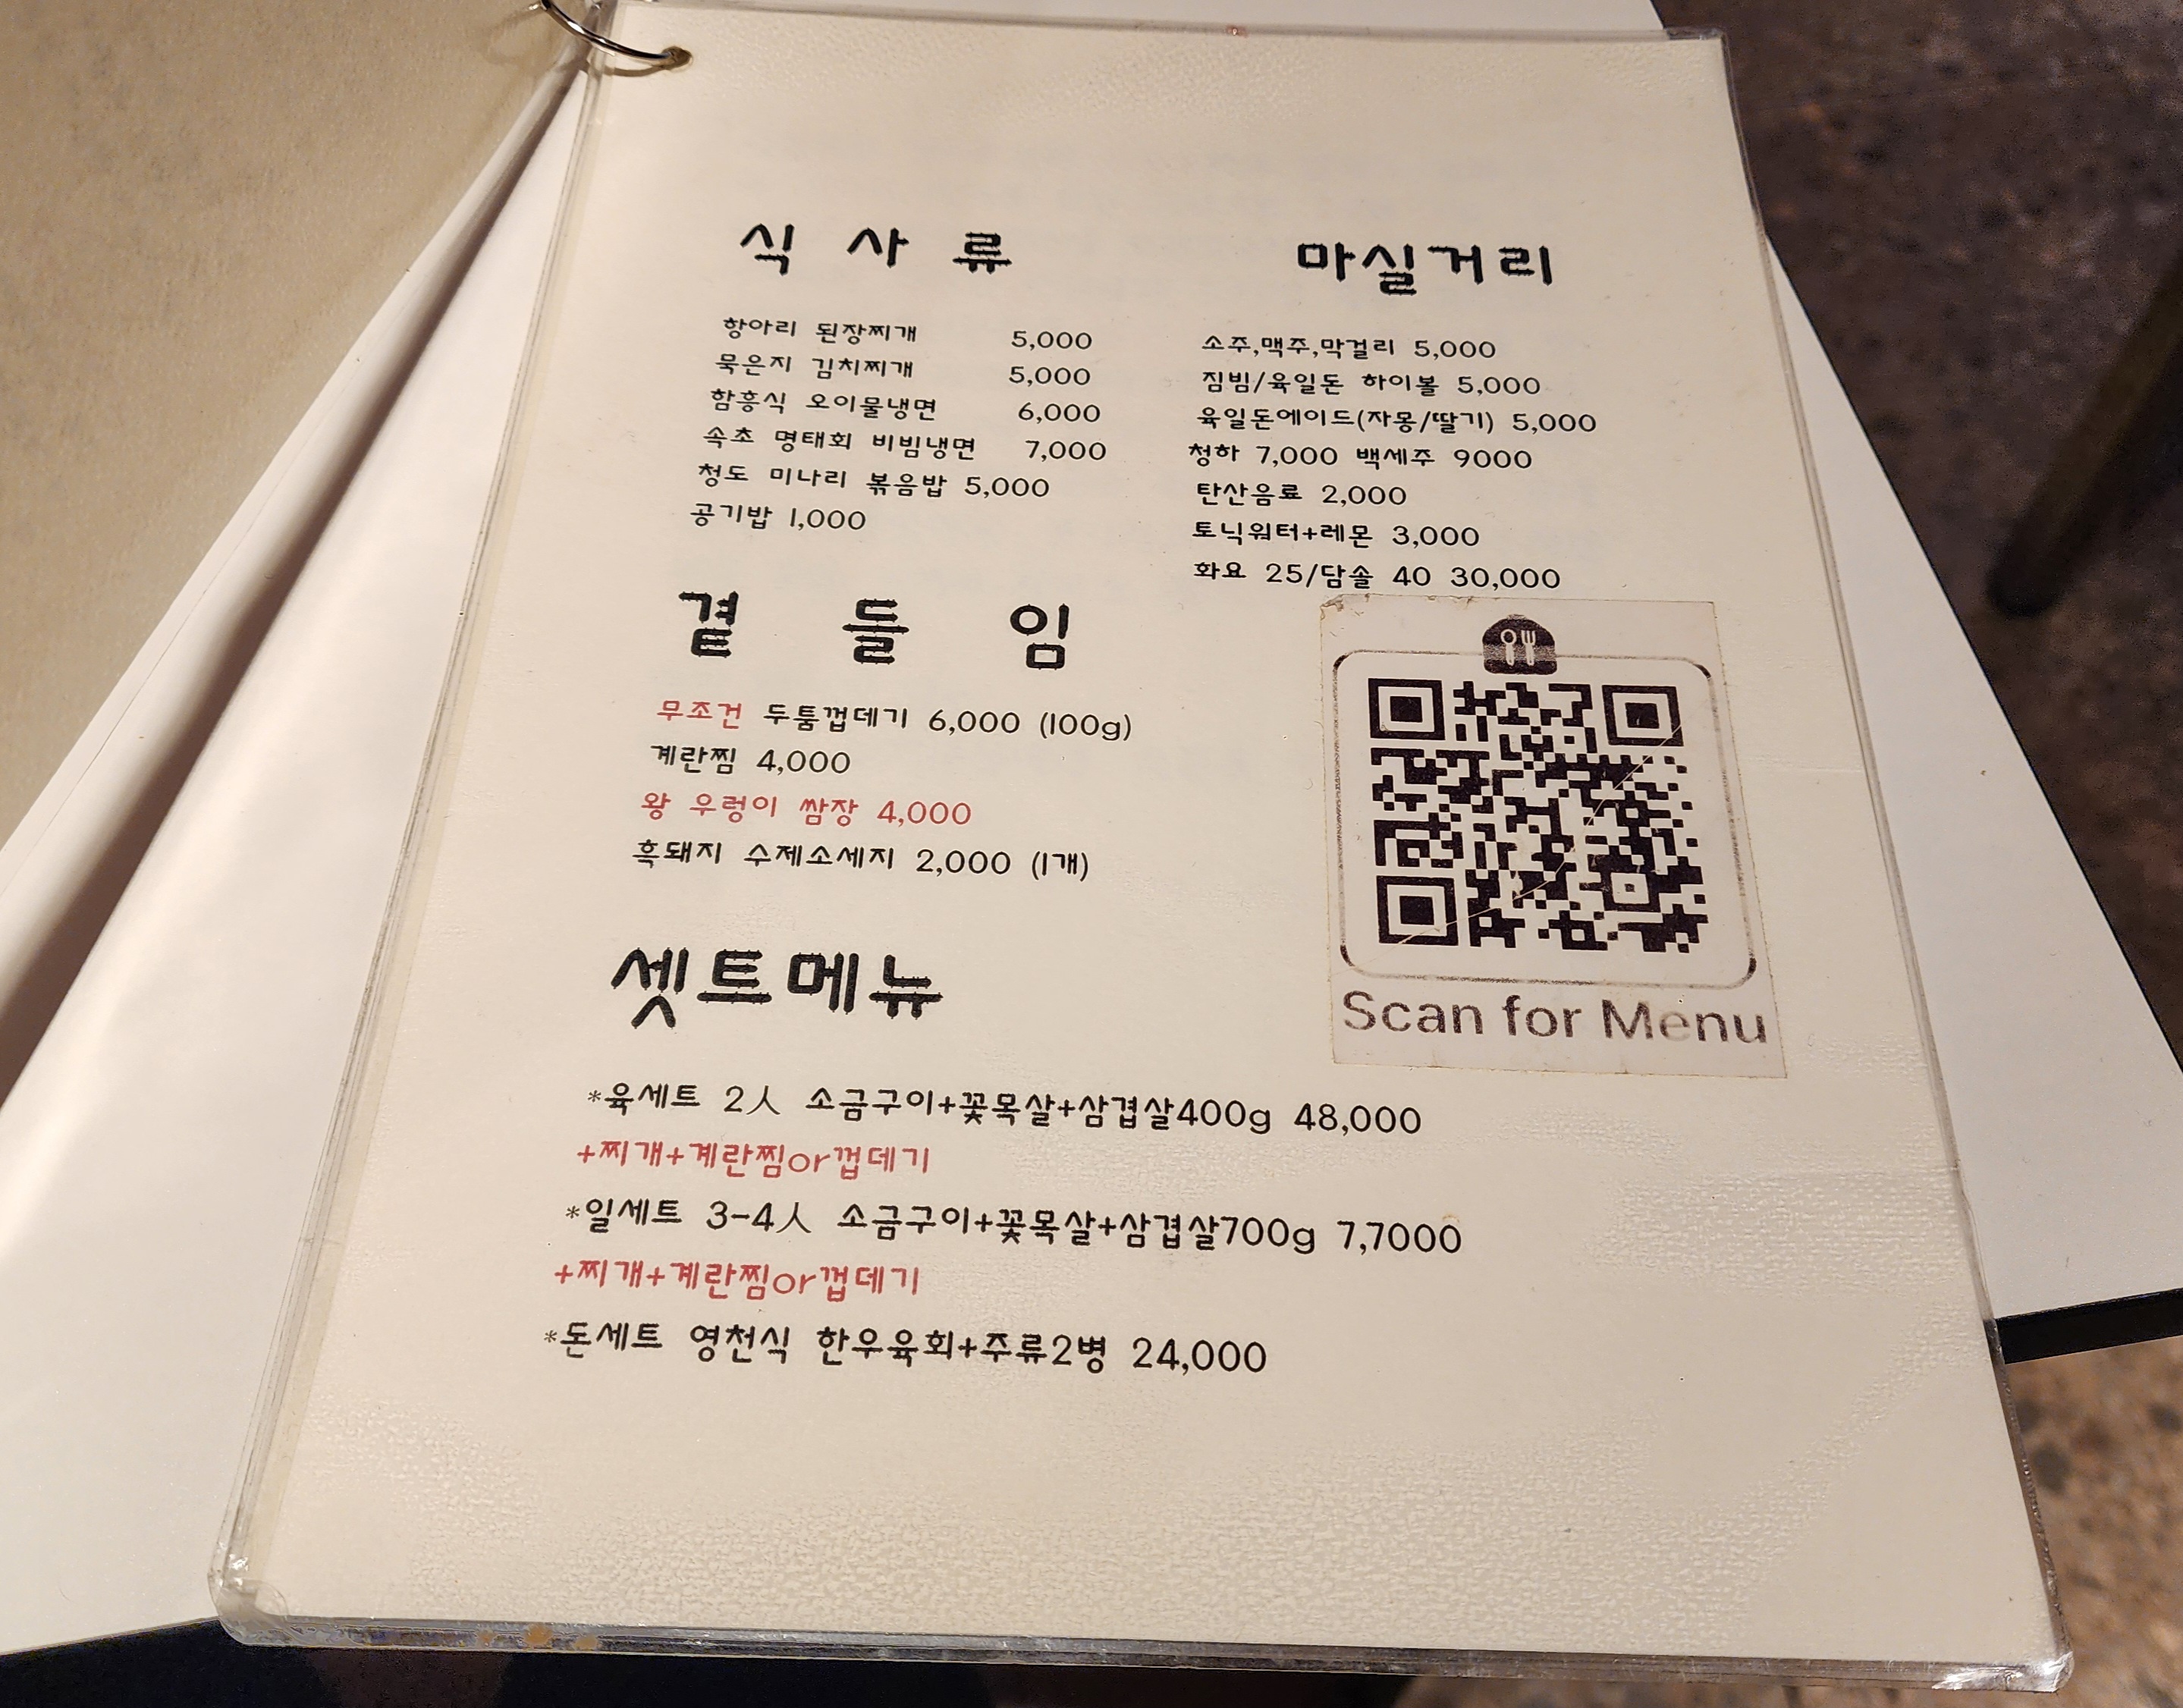 식 사 류
항아리 된장찌개 5,000
묵은지 김치찌개 5,000
함흥식 오이물냉면 6,000
속초 명태회 비빔냉면 7,000
청도 미나리 볶음밥 5,000
공기밥 1,000
마실거리
소주,맥주,막걸리 5,000
짐빔/육일돈 하이볼 5,000
육일돈에이드(자몽/딸기) 5,000
청하 7,000 백세주 9000
탄산음료 2,000
토닉워터+레몬 3,000
화요 25/담솔 40 30,000
곁 들 임
무조건 두툼껍데기 6,000 (100g)
계란찜 4,000
왕 우렁이 쌈장 4,000
흑돼지 수제소세지 2,000 (1개)
Scan for Menu
셋트메뉴
*육세트 2人 소금구이+꽃목살+삼겹살400g 48,000
+찌개+계란찜or껍데기
*일세트 3-4人 소금구이+꽃목살+삼겹살700g 7,7000
+찌개+계란찜or껍데기
*돈세트 영천식 한우육회+주류2병 24,000